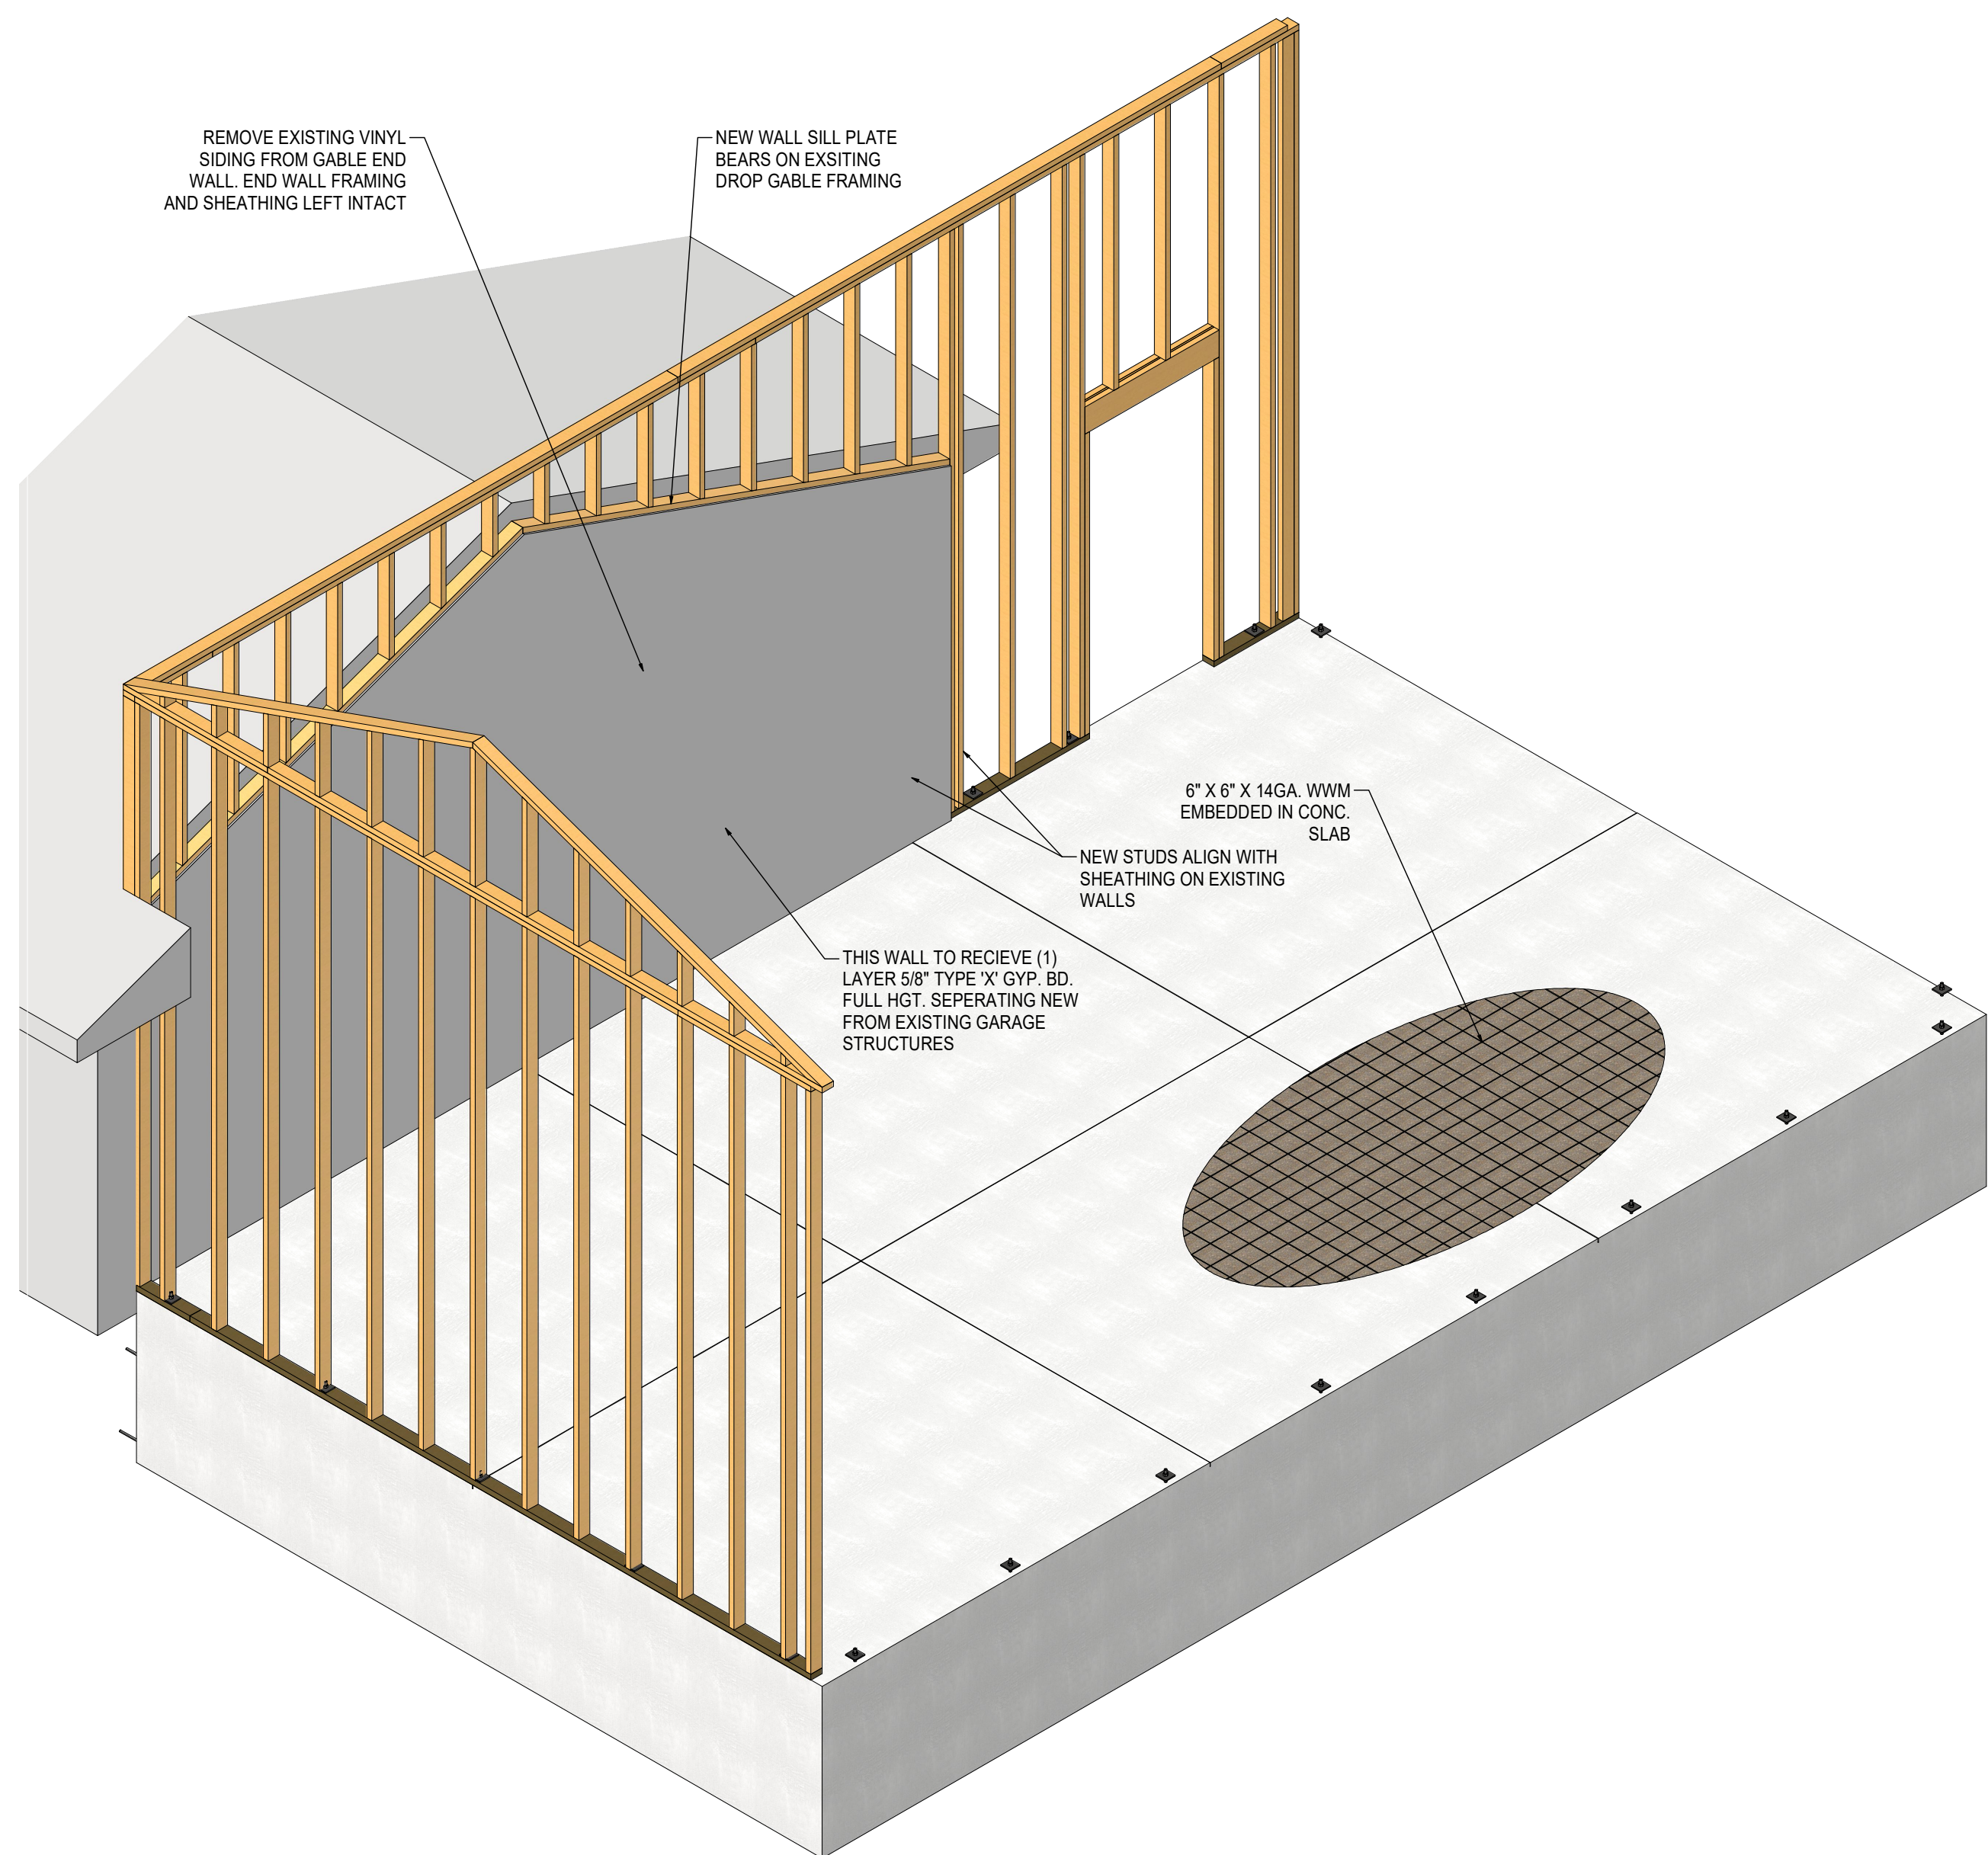 REMOVE EXISTING VINYL
SIDING FROM GABLE END
WALL. END WALL FRAMING
AND SHEATHING LEFT INTACT
NEW WALL SILL PLATE
BEARS ON EXSITING
DROP GABLE FRAMING
6" X 6" X 14GA. WWM
EMBEDDED IN CONC.
SLAB
NEW STUDS ALIGN WITH
SHEATHING ON EXISTING
WALLS
THIS WALL TO RECIEVE (1)
LAYER 5/8" TYPE 'X' GYP. BD.
FULL HGT. SEPERATING NEW
FROM EXISTING GARAGE
STRUCTURES